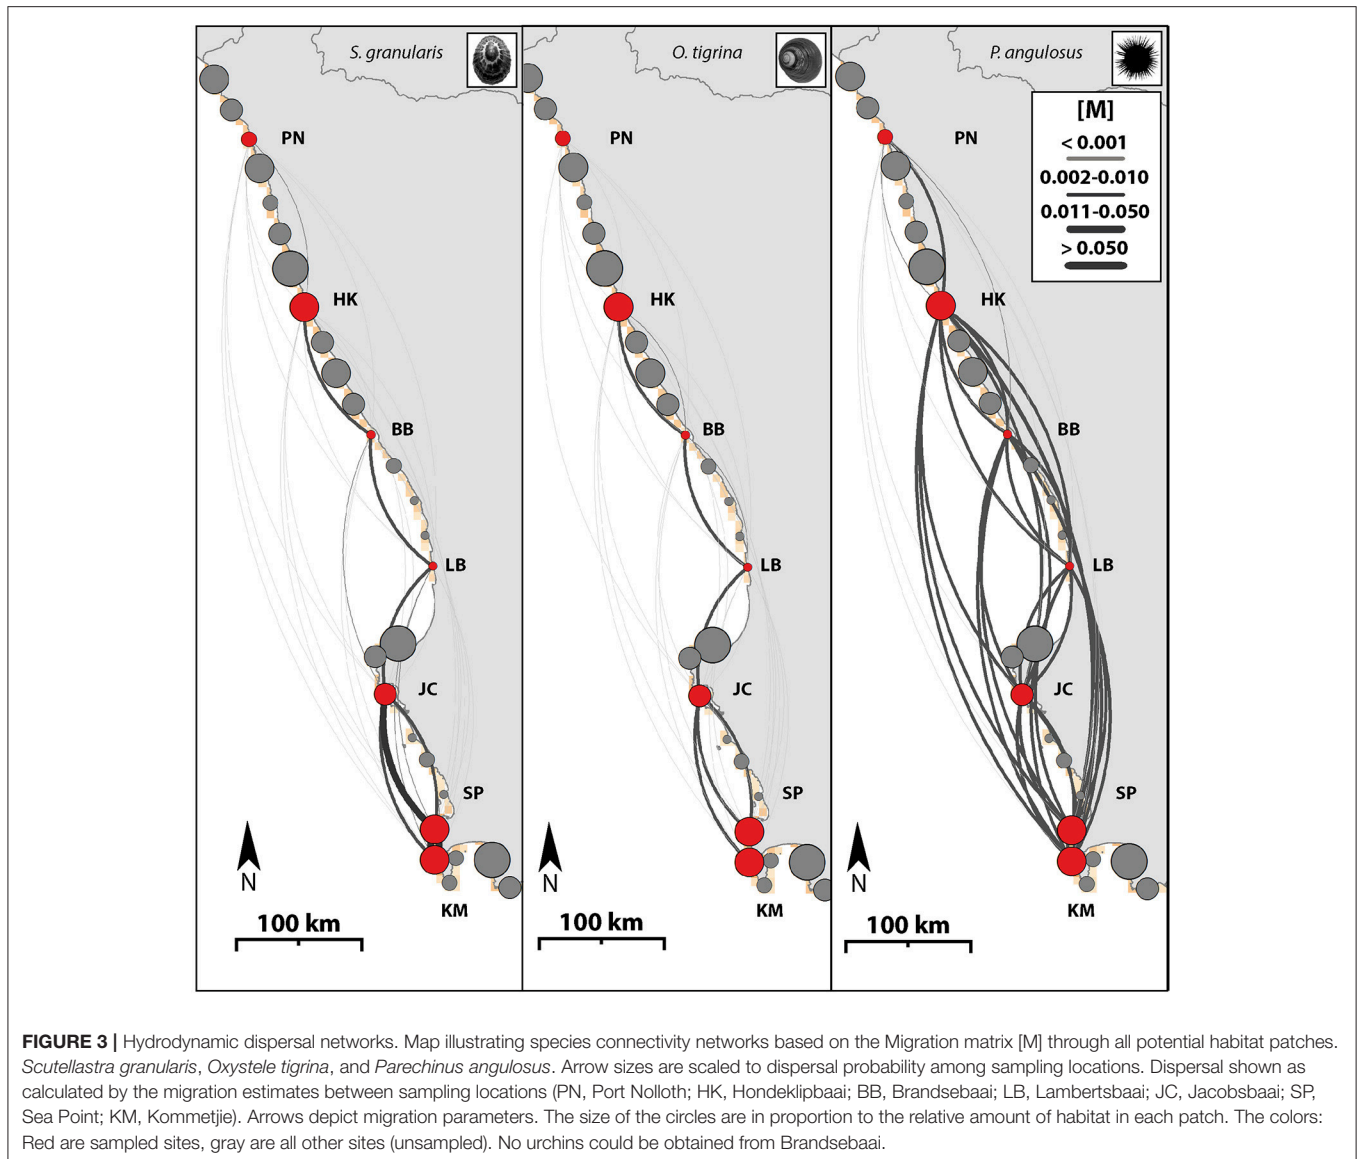 S. granularis
PN
HK
BB
LB
JC
SP
KM
N
100 km
O. tigrina
PN
HK
BB
LB
JC
SP
KM
N
100 km
P. angulosus
[M]
< 0.001
0.002-0.010
0.011-0.050
> 0.050
PN
HK
BB
LB
JC
SP
KM
N
100 km
FIGURE 3 | Hydrodynamic dispersal networks. Map illustrating species connectivity networks based on the Migration matrix [M] through all potential habitat patches.
Scutellastra granularis, Oxystele tigrina, and Parechinus angulosus. Arrow sizes are scaled to dispersal probability among sampling locations. Dispersal shown as
calculated by the migration estimates between sampling locations (PN, Port Nolloth; HK, Hondeklipbaai; BB, Brandsebaai; LB, Lambertsbaai; JC, Jacobsbaai; SP,
Sea Point; KM, Kommetjie). Arrows depict migration parameters. The size of the circles are in proportion to the relative amount of habitat in each patch. The colors:
Red are sampled sites, gray are all other sites (unsampled). No urchins could be obtained from Brandsebaai.